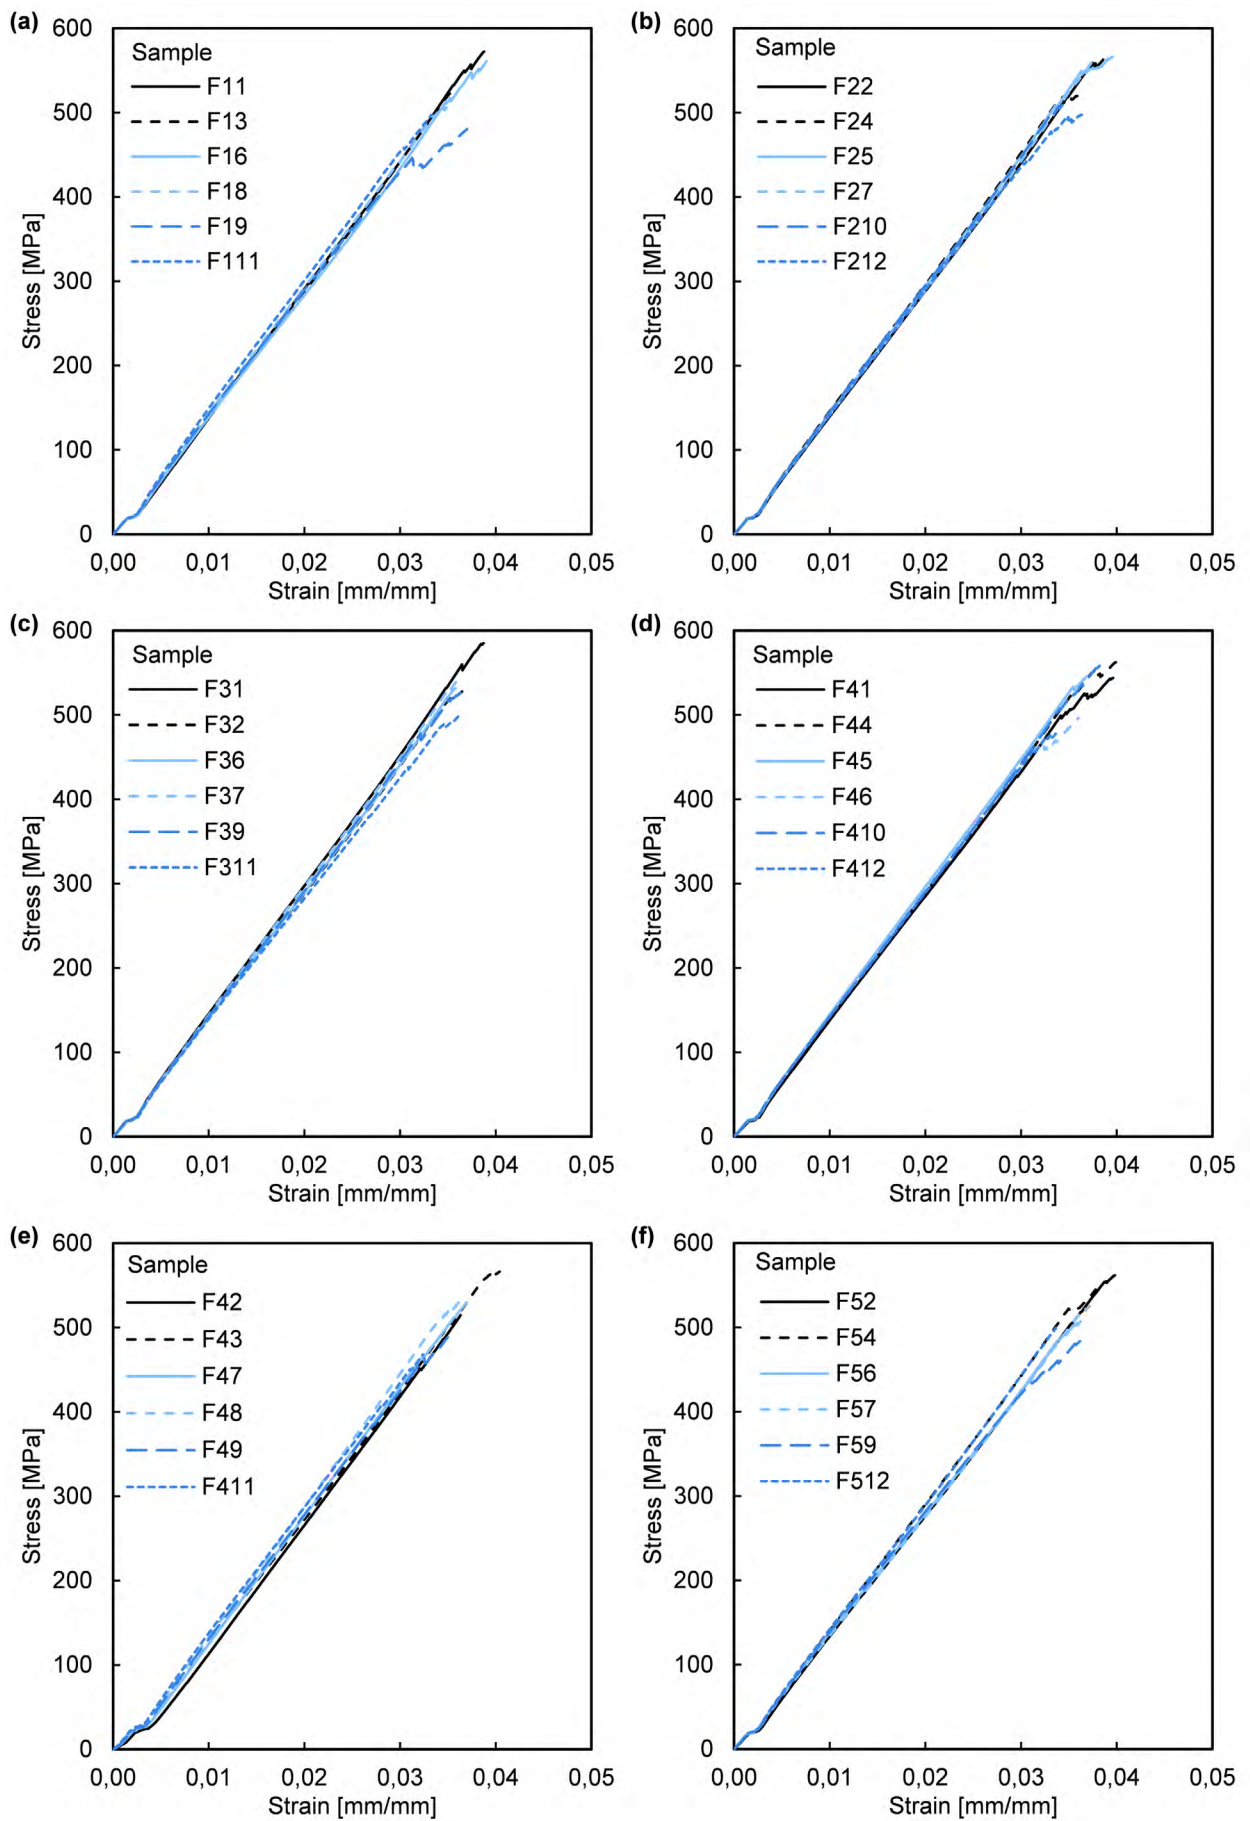 (a)
600
500
400
300
200
100
0
Stress [MPa]
Sample
F11
F13
F16
F18
F19
F111
0,00 0,01 0,02 0,03 0,04 0,05
Strain [mm/mm]
(b)
600
500
400
300
200
100
0
Stress [MPa]
Sample
F22
F24
F25
F27
F210
F212
0,00 0,01 0,02 0,03 0,04 0,05
Strain [mm/mm]
(c)
600
500
400
300
200
100
0
Stress [MPa]
Sample
F31
F32
F36
F37
F39
F311
0,00 0,01 0,02 0,03 0,04 0,05
Strain [mm/mm]
(d)
600
500
400
300
200
100
0
Stress [MPa]
Sample
F41
F44
F45
F46
F410
F412
0,00 0,01 0,02 0,03 0,04 0,05
Strain [mm/mm]
(e)
600
500
400
300
200
100
0
Stress [MPa]
Sample
F42
F43
F47
F48
F49
F411
0,00 0,01 0,02 0,03 0,04 0,05
Strain [mm/mm]
(f)
600
500
400
300
200
100
0
Stress [MPa]
Sample
F52
F54
F56
F57
F59
F512
0,00 0,01 0,02 0,03 0,04 0,05
Strain [mm/mm]